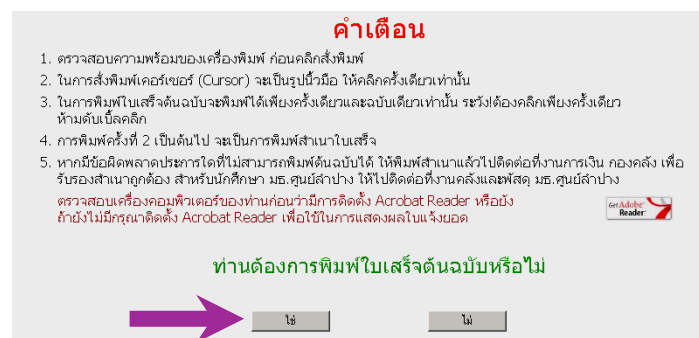 คำเตือน
1. ตรวจสอบความพร้อมของเครื่องพิมพ์ ก่อนคลิกสั่งพิมพ์
2. ในการสั่งพิมพ์เคอร์เซอร์ (Cursor) จะเป็นรูปนิ้วมือ ให้คลิกครั้งเดียวเท่านั้น
3. ในการพิมพ์ใบเสร็จต้นฉบับจะพิมพ์ได้เพียงครั้งเดียวและฉบับเดียวเท่านั้น ระวัง!ต้องคลิกเพียงครั้งเดียว
ห้ามดับเบิ้ลคลิก
4. การพิมพ์ครั้งที่ 2 เป็นต้นไป จะเป็นการพิมพ์สำเนาใบเสร็จ
5. หากมีข้อผิดพลาดประการใดที่ไม่สามารถพิมพ์ต้นฉบับได้ ให้พิมพ์สำเนาแล้วไปติดต่อที่งานการเงิน กองคลัง เพื่อ
รับรองสำเนาถูกต้อง สำหรับนักศึกษา มธ.ศูนย์ลำปาง ให้ไปติดต่อที่งานคลังและพัสดุ มธ.ศูนย์ลำปาง
ตรวจสอบเครื่องคอมพิวเตอร์ของท่านก่อนว่ามีการติดตั้ง Acrobat Reader หรือยัง
ถ้ายังไม่มีกรุณาติดตั้ง Acrobat Reader เพื่อใช้ในการแสดงผลใบแจ้งยอด
Get Adobe
Reader
ท่านต้องการพิมพ์ใบเสร็จต้นฉบับหรือไม่
ใช่
ไม่